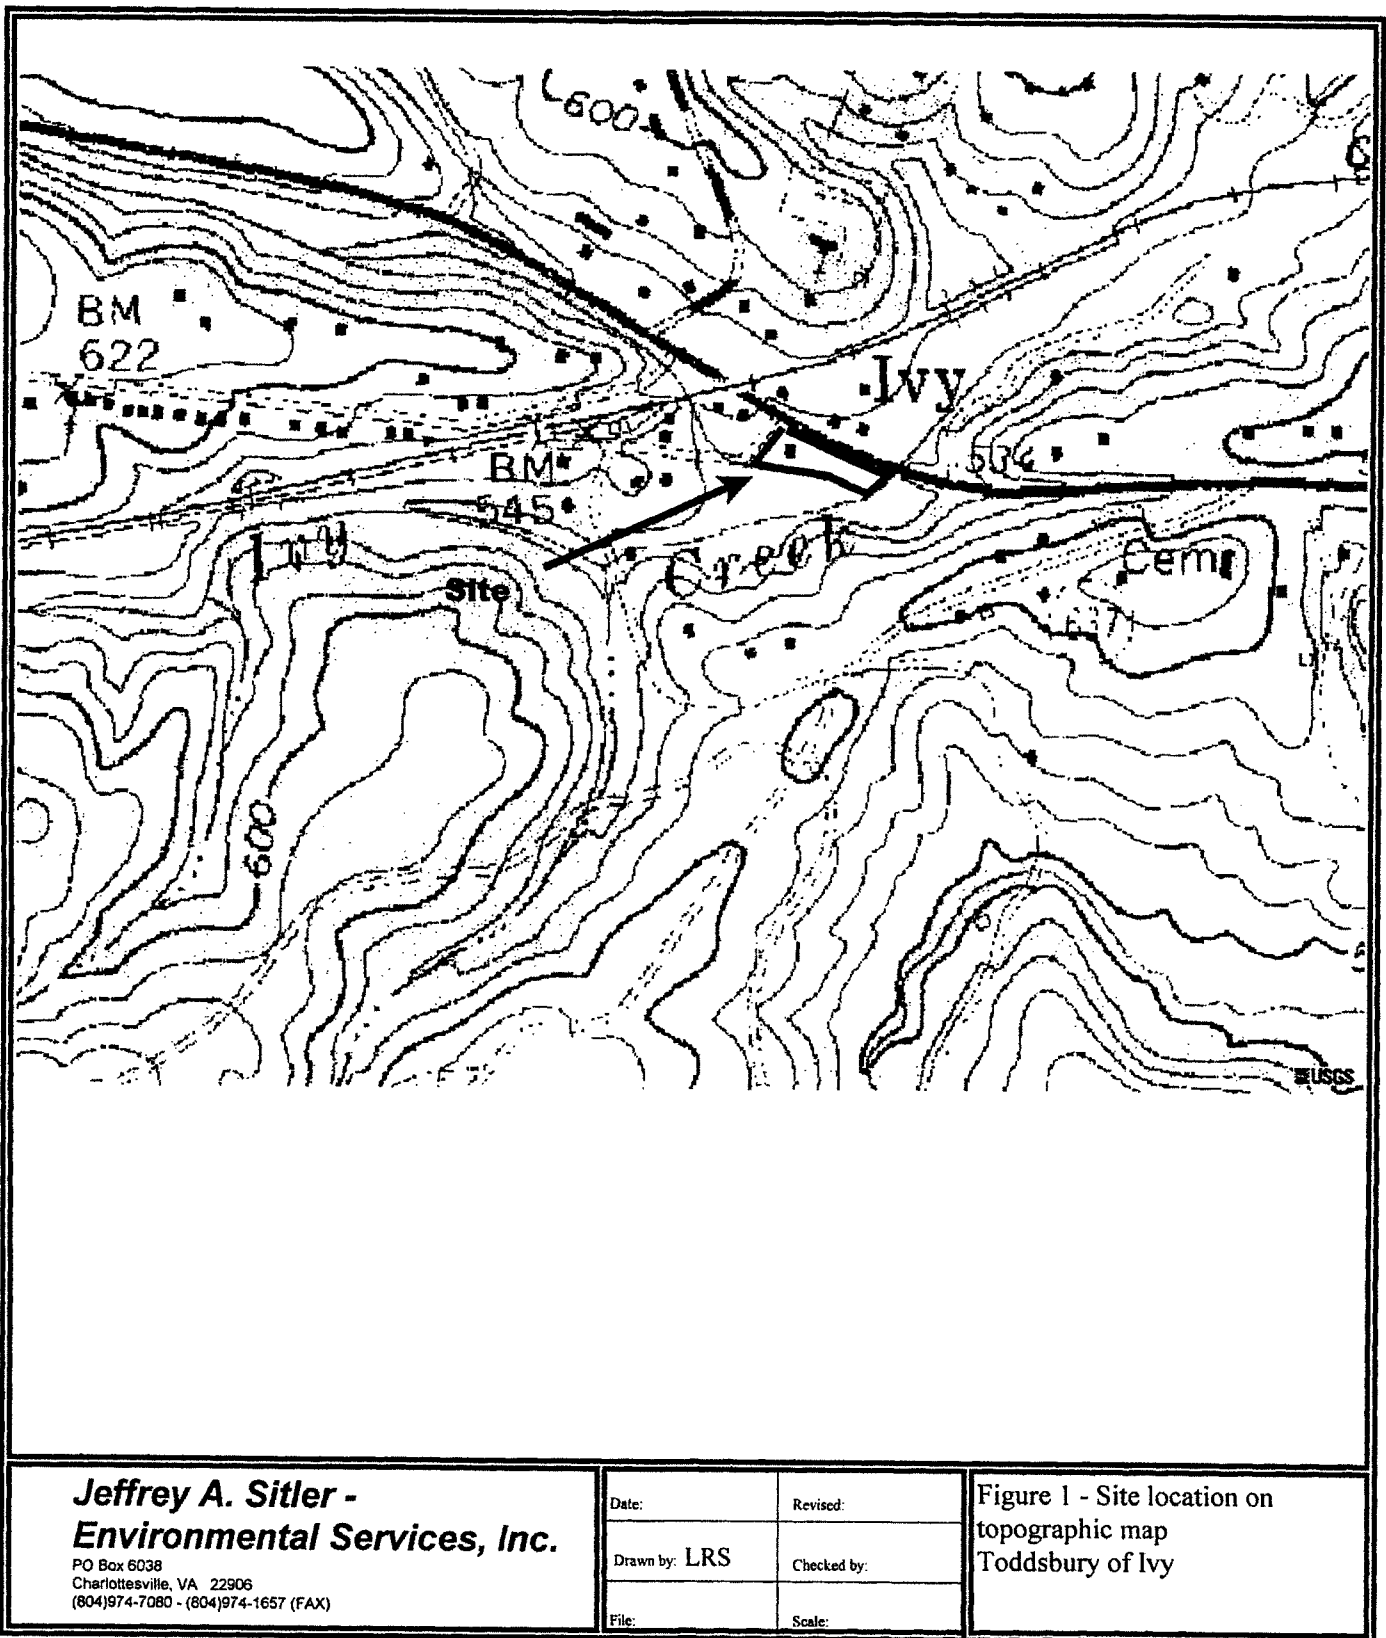 600
BM
622
Ivy
BM
545
Ivy
Creek
Site
Cem
637
600
USGS
Jeffrey A. Sitler -
Environmental Services, Inc.
PO Box 6038
Charlottesville, VA 22906
(804)974-7080 - (804)974-1657 (FAX)
Date:
Revised:
Drawn by: LRS
Checked by:
File:
Scale:
Figure 1 - Site location on
topographic map
Toddsbury of Ivy